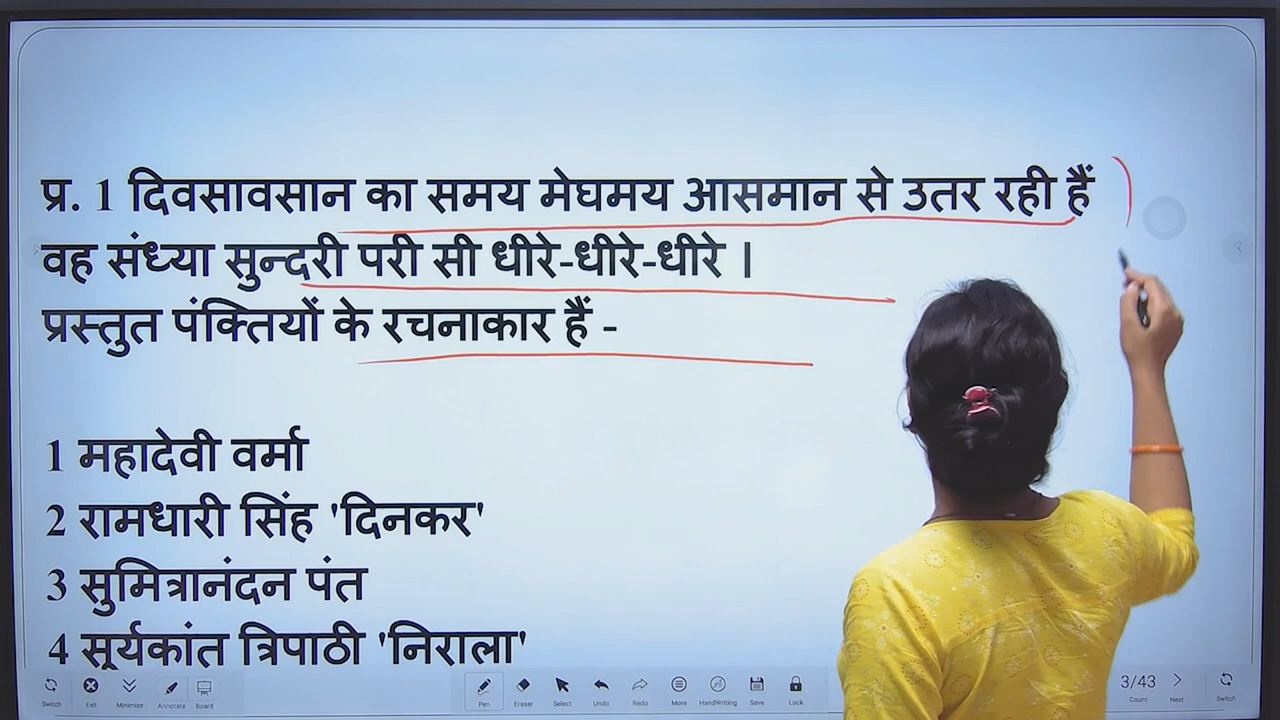 प्र. 1 दिवसावसान का समय मेघमय आसमान से उतर रही हैं
वह संध्या सुन्दरी परी सी धीरे-धीरे-धीरे ।
प्रस्तुत पंक्तियों के रचनाकार हैं -
1 महादेवी वर्मा
2 रामधारी सिंह 'दिनकर'
3 सुमित्रानंदन पंत
4 सूर्यकांत त्रिपाठी 'निराला'
Switch Exit Minimize Annotate Board Pen Eraser Select Undo Redo More HandWriting Save Lock 3/43 Count Next Switch